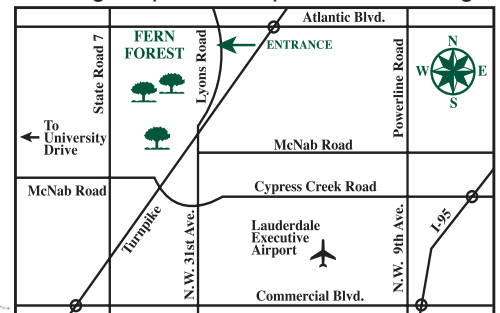 Atlantic Blvd.
FERN
FOREST
ENTRANCE
State Road 7
Lyons Road
Powerline Road
N
W E
S
To
University
Drive
McNab Road
McNab Road
Cypress Creek Road
Turnpike
N.W. 31st Ave.
Lauderdale
Executive
Airport
N.W. 9th Ave.
I-95
Commercial Blvd.